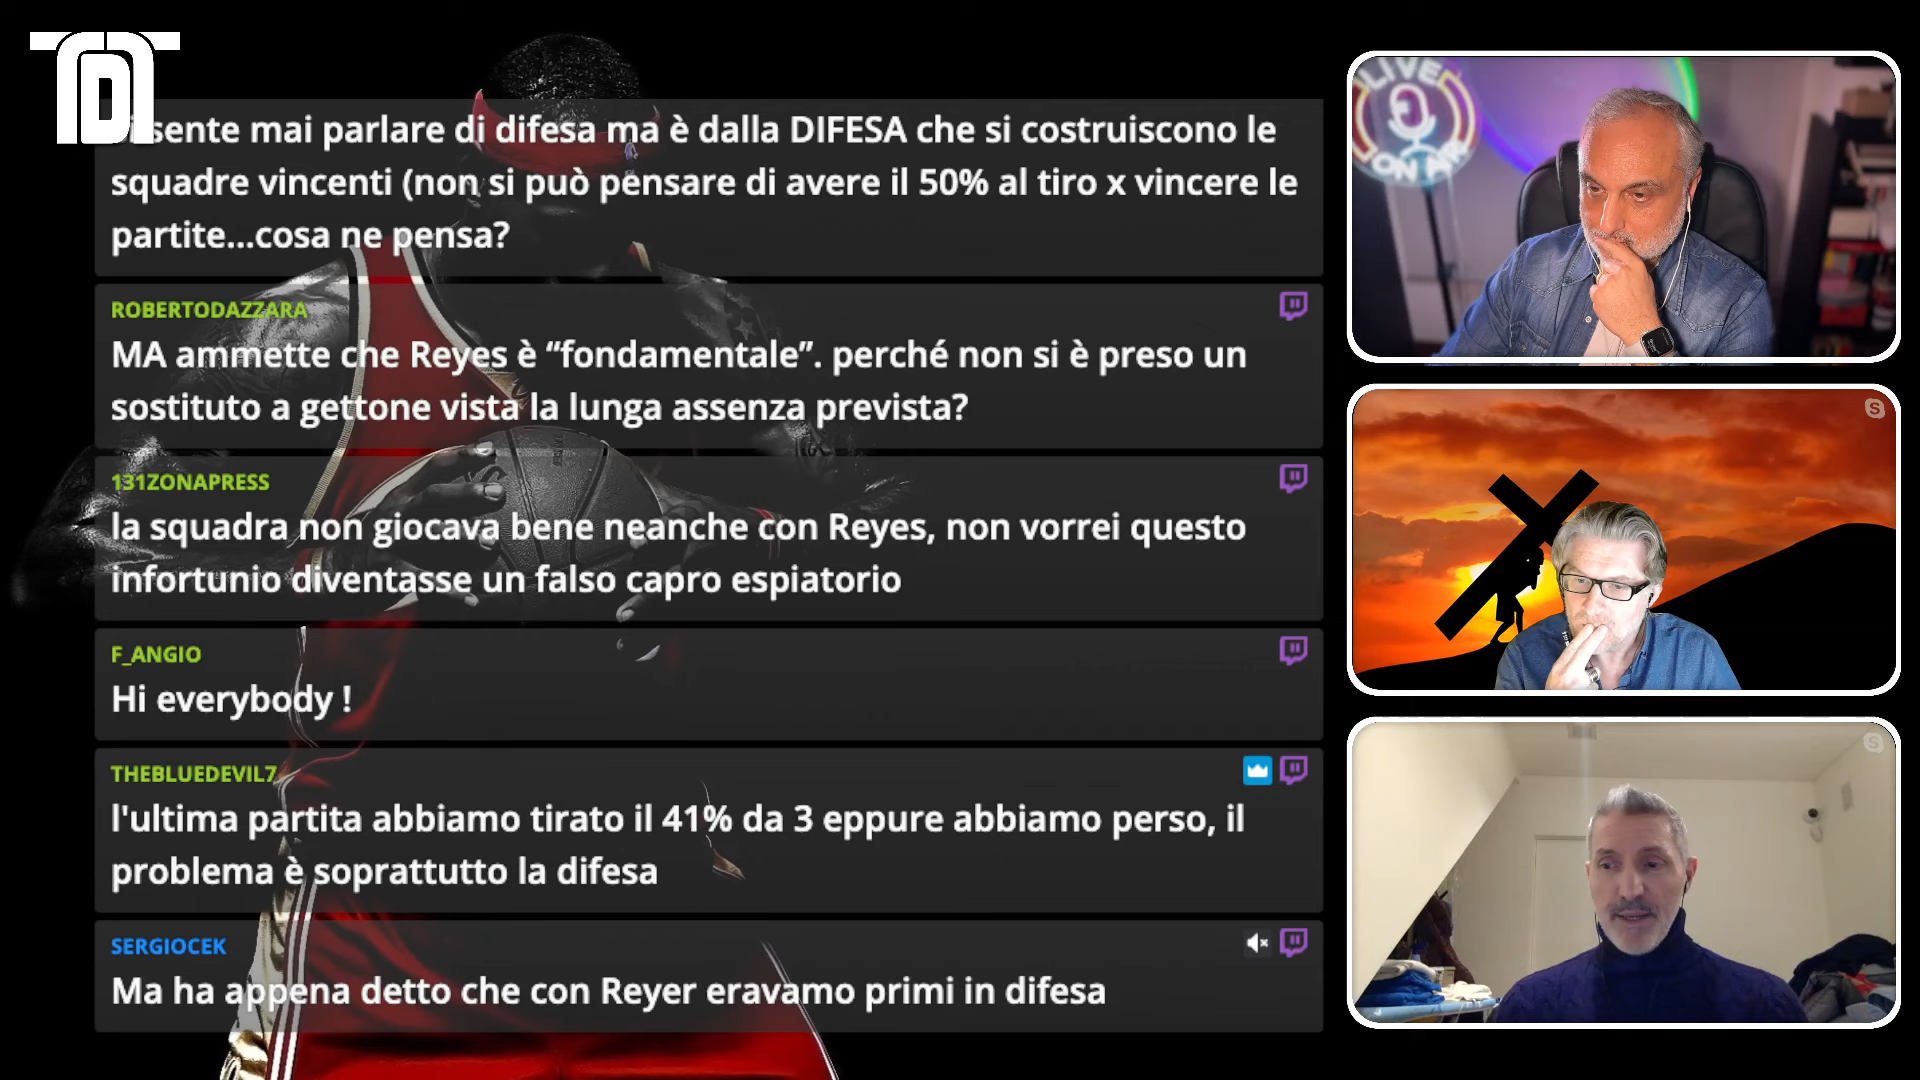 TDT
sente mai parlare di difesa ma è dalla DIFESA che si costruiscono le
squadre vincenti (non si può pensare di avere il 50% al tiro x vincere le
partite...cosa ne pensa?
ROBERTODAZZARA
MA ammette che Reyes è “fondamentale”. perché non si è preso un
sostituto a gettone vista la lunga assenza prevista?
131ZONAPRESS
la squadra non giocava bene neanche con Reyes, non vorrei questo
infortunio diventasse un falso capro espiatorio
F_ANGIO
Hi everybody !
THEBLUEDEVIL7
l'ultima partita abbiamo tirato il 41% da 3 eppure abbiamo perso, il
problema è soprattutto la difesa
SERGIOCEK
Ma ha appena detto che con Reyer eravamo primi in difesa
LIVE
ON AIR